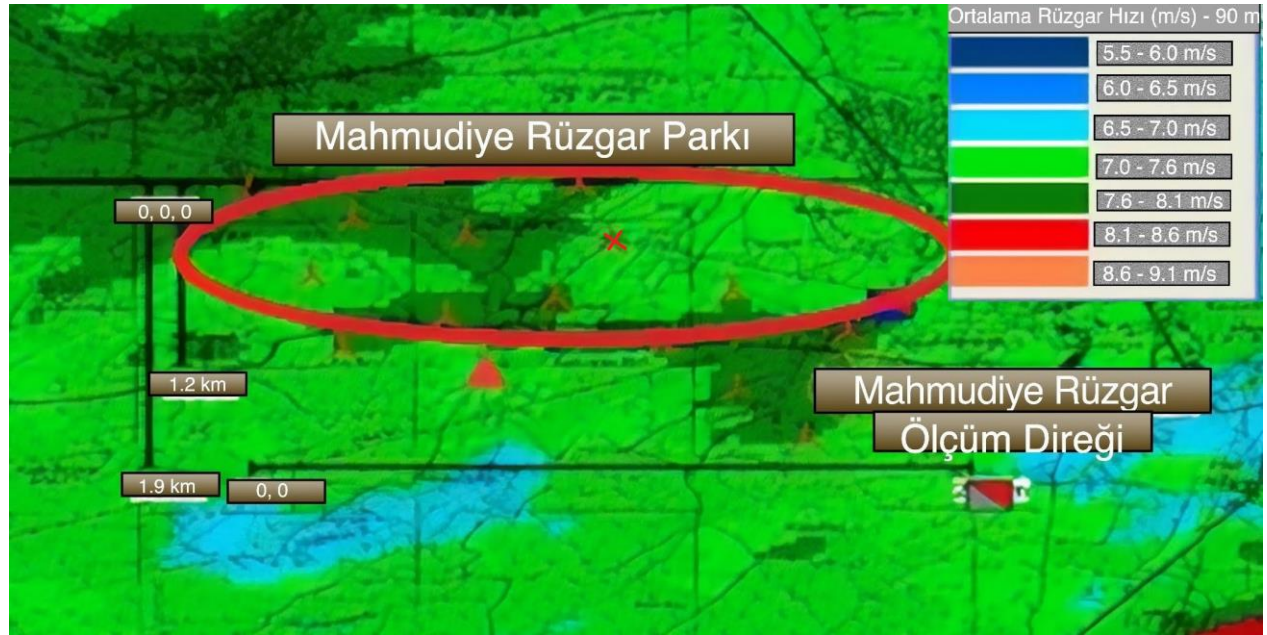 Ortalama Rüzgar Hızı (m/s) - 90 m
5.5 - 6.0 m/s
6.0 - 6.5 m/s
6.5 - 7.0 m/s
7.0 - 7.6 m/s
7.6 - 8.1 m/s
8.1 - 8.6 m/s
8.6 - 9.1 m/s
Mahmudiye Rüzgar Parkı
0, 0, 0
1.2 km
Mahmudiye Rüzgar
Ölçüm Direği
1.9 km
0, 0